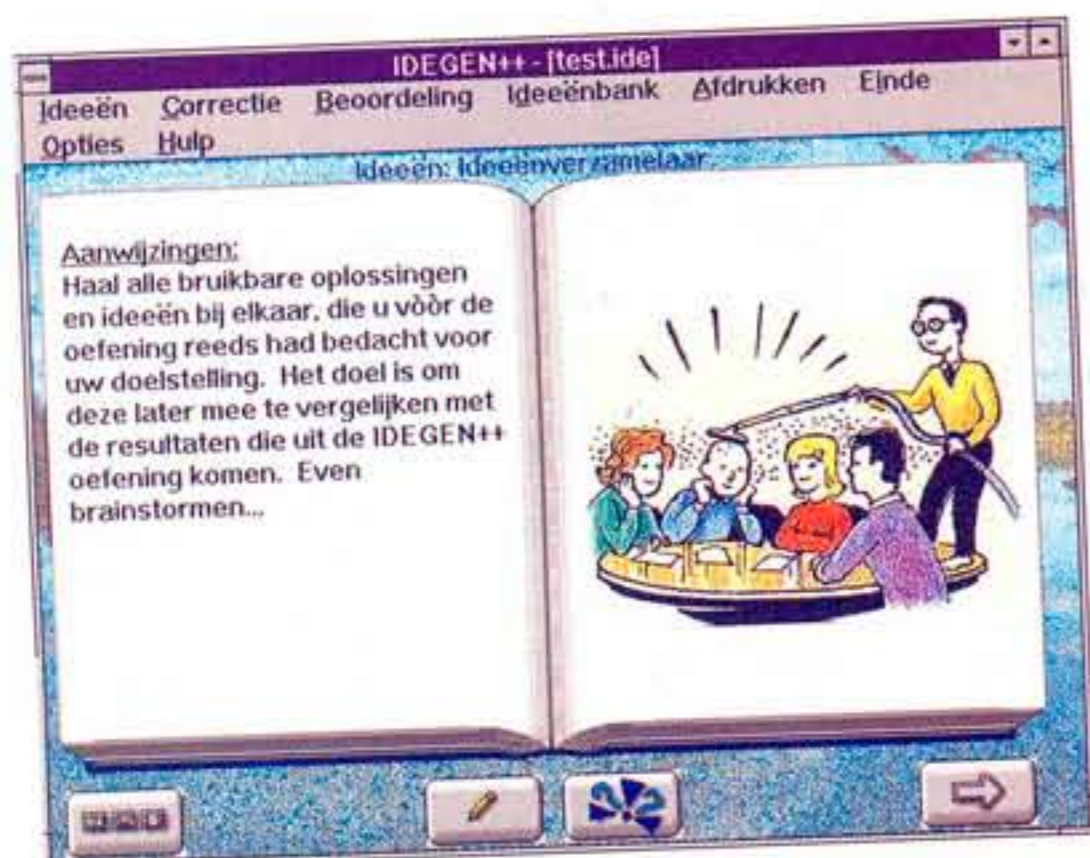 IDEGEN++ - [test.ide]
Ideeën Correctie Beoordeling Ideeënbank Afdrukken Einde
Opties Hulp
Ideeën: Ideeënverzamelaar
Aanwijzingen:
Haal alle bruikbare oplossingen
en ideeën bij elkaar, die u vòòr de
oefening reeds had bedacht voor
uw doelstelling. Het doel is om
deze later mee te vergelijken met
de resultaten die uit de IDEGEN++
oefening komen. Even
brainstormen...